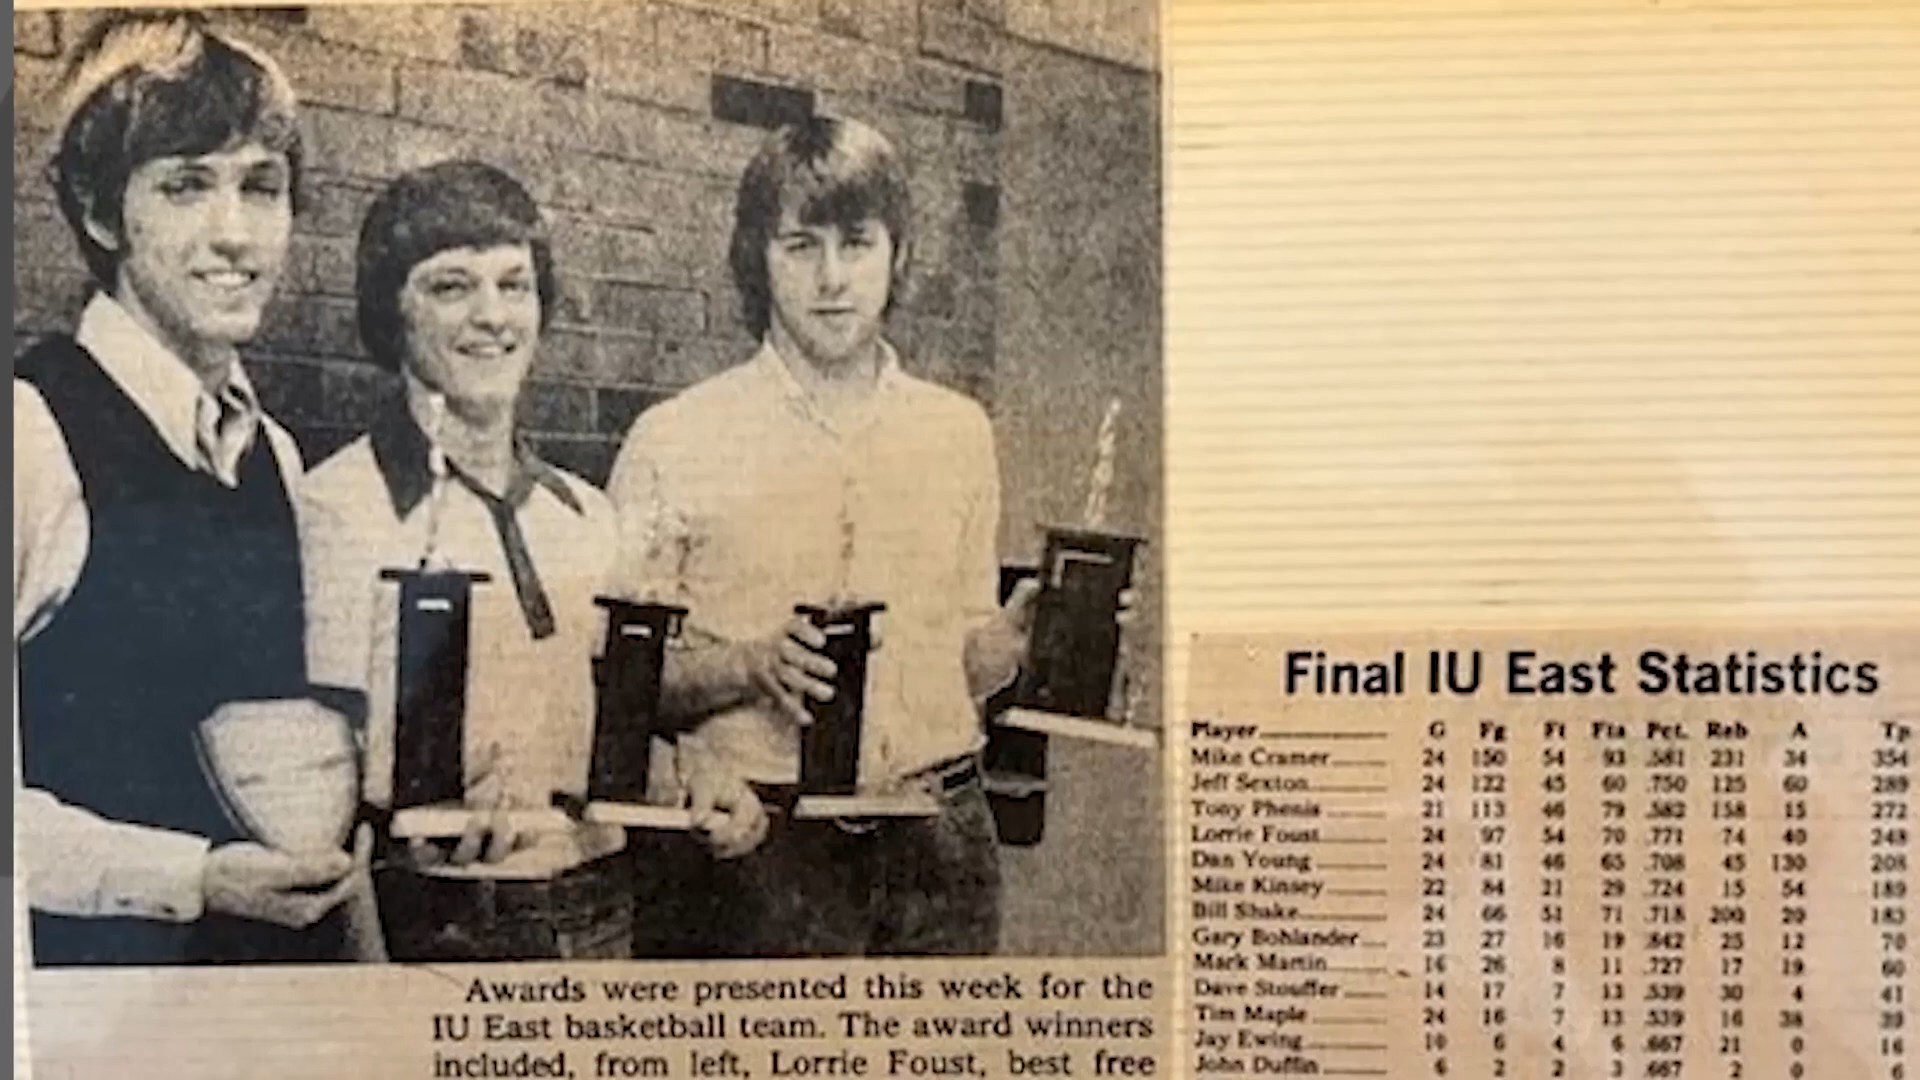 Awards were presented this week for the
IU East basketball team. The award winners
included, from left, Lorrie Foust, best free
Final IU East Statistics
Player G Fg Ft Fta Pct. Reb A Tp
Mike Cramer 24 150 54 93 .581 231 34 354
Jeff Sexton 24 122 45 60 .750 125 60 289
Tony Phenis 21 113 46 79 .582 158 15 272
Lorrie Foust 24 97 54 70 .771 74 40 248
Dan Young 24 81 46 65 .708 45 130 208
Mike Kinsey 22 84 21 29 .724 15 54 189
Bill Shake 24 66 51 71 .718 200 20 183
Gary Bohlander 23 27 16 19 .842 25 12 70
Mark Martin 16 26 8 11 .727 17 19 60
Dave Stouffer 14 17 7 13 .539 30 4 41
Tim Maple 24 16 7 13 .539 16 38 39
Jay Ewing 10 6 4 6 .667 21 0 16
John Duffin 6 2 2 3 .667 2 0 6